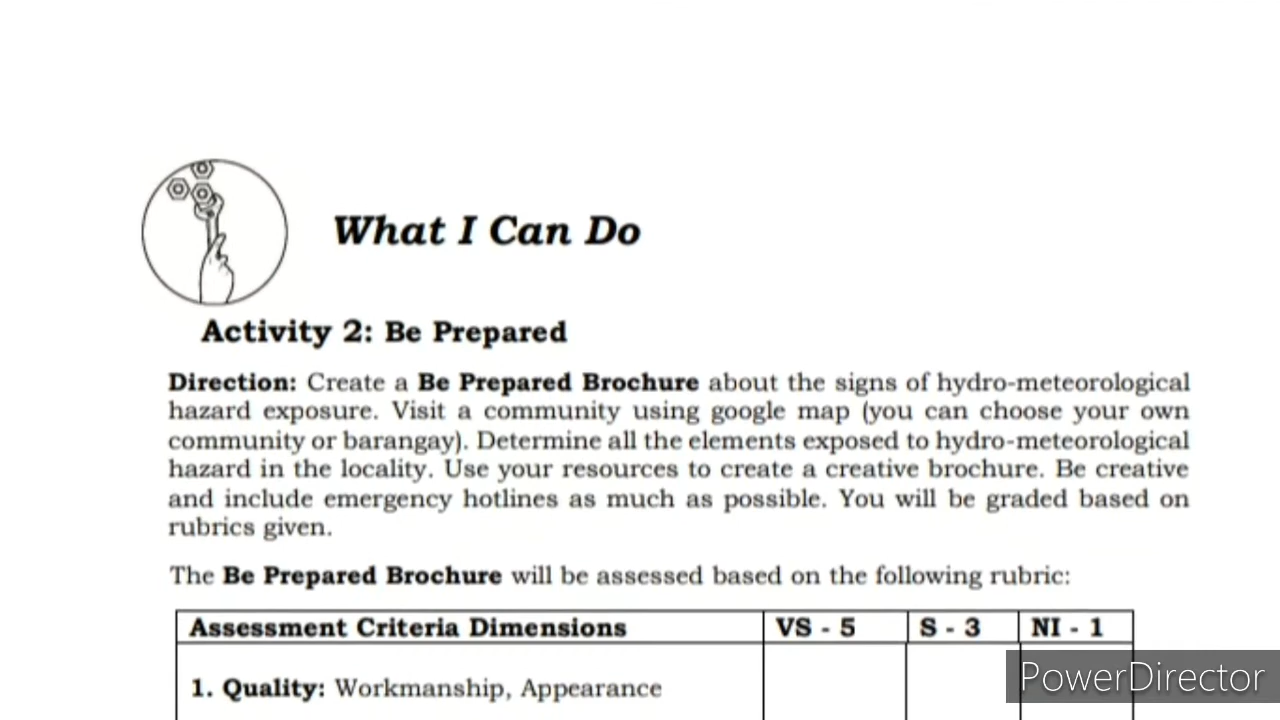 What I Can Do
Activity 2: Be Prepared
Direction: Create a Be Prepared Brochure about the signs of hydro-meteorological
hazard exposure. Visit a community using google map (you can choose your own
community or barangay). Determine all the elements exposed to hydro-meteorological
hazard in the locality. Use your resources to create a creative brochure. Be creative
and include emergency hotlines as much as possible. You will be graded based on
rubrics given.
The Be Prepared Brochure will be assessed based on the following rubric:
Assessment Criteria Dimensions VS - 5 S - 3 NI - 1
1. Quality: Workmanship, Appearance
PowerDirector